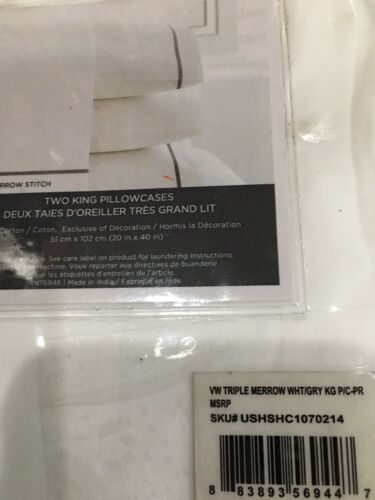 RROW STITCH
TWO KING PILLOWCASES
DEUX TAIES D'OREILLER TRÈS GRAND LIT
Cotton / Coton, Exclusive of Decoration / Hormis la Décoration
51 cm x 102 cm (20 in x 40 in)
See care label on product for laundering instructions.
machine. Vous reporter aux directives de buanderie
les étiquettes d'entretien de l'article.
76948 | Made in India / Fabriqué en Inde
VW TRIPLE MERROW WHT/GRY KG P/C-PR
MSRP
SKU# USHSHC1070214
8 83893 56944 7